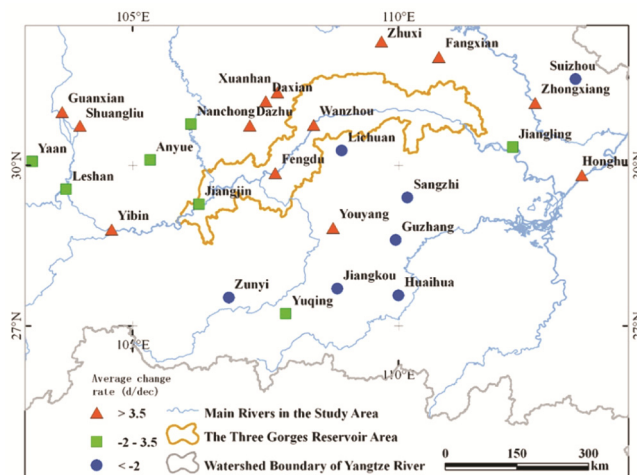 105°E
110°E
Zhuxi
Fangxian
Suizhou
Xuanhan
Daxian
Zhongxiang
Guanxian
Shuangliu
Nanchong
Dazhu
Wanzhou
Lichuan
Jiangling
30°N
Yaan
Anyue
Fengdu
Honghu
30°N
Leshan
Jiangjin
Sangzhi
Yibin
Youyang
Guzhang
Zunyi
Jiangkou
Huaihua
Yuqing
27°N
27°N
105°E
110°E
Average change
rate (d/dec)
> 3.5
-2 - 3.5
< -2
Main Rivers in the Study Area
The Three Gorges Reservoir Area
Watershed Boundary of Yangtze River
0 150 300
km